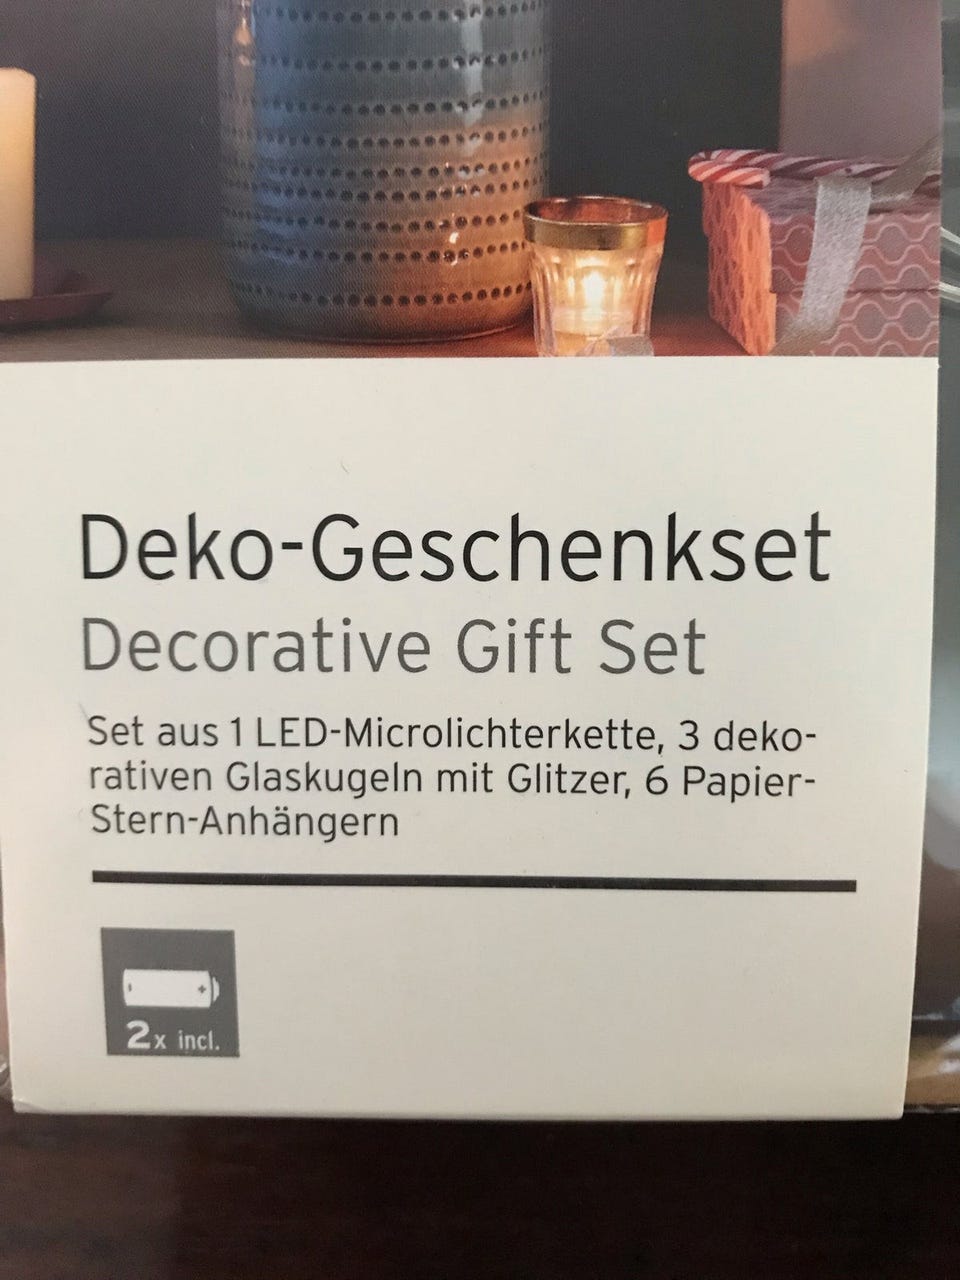 Deko-Geschenkset
Decorative Gift Set
Set aus 1 LED-Microlichterkette, 3 deko-
rativen Glaskugeln mit Glitzer, 6 Papier-
Stern-Anhängern
2x incl.